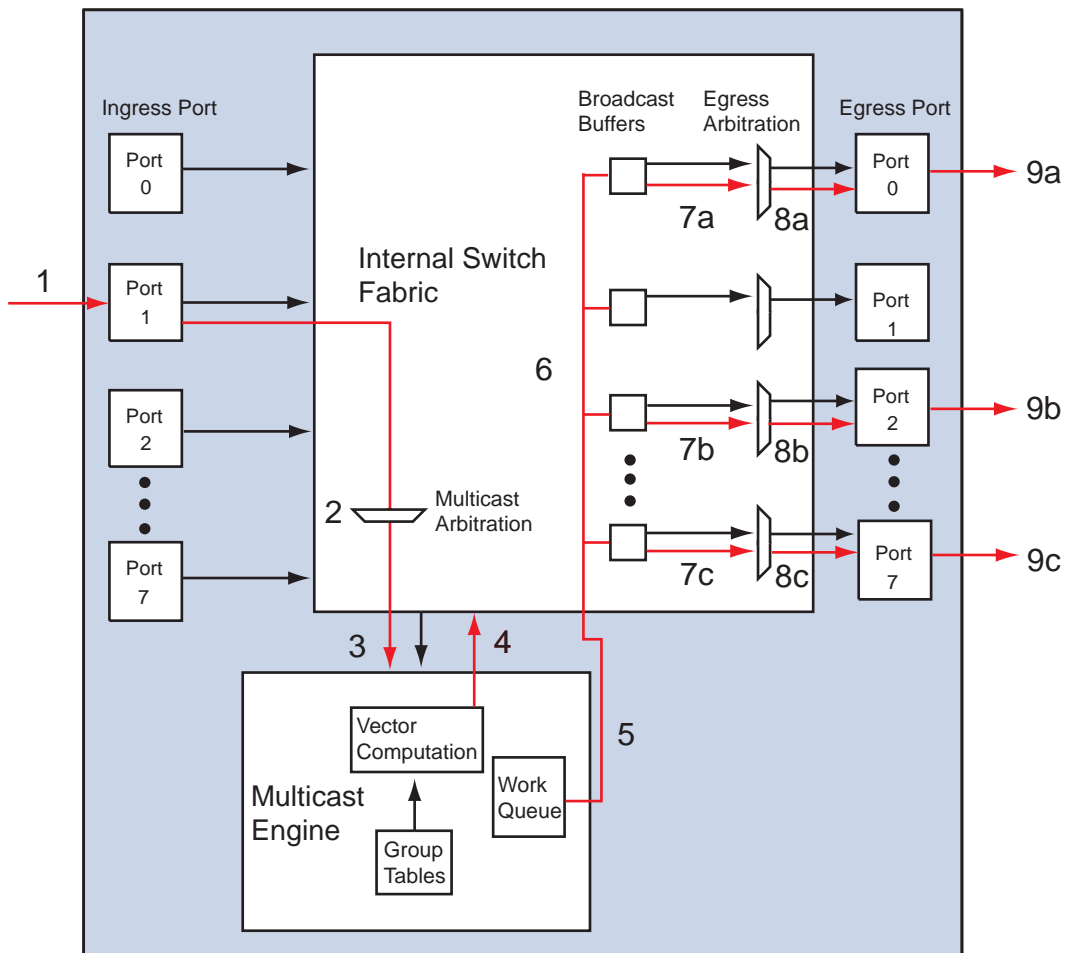 Ingress Port
Port
0
1
Port
1
Port
2
Port
7
Internal Switch
Fabric
Broadcast
Buffers
Egress
Arbitration
Egress Port
7a
8a
Port
0
9a
Port
1
6
7b
8b
Port
2
9b
2
Multicast
Arbitration
7c
8c
Port
7
9c
3
4
5
Vector
Computation
Work
Queue
Multicast
Engine
Group
Tables